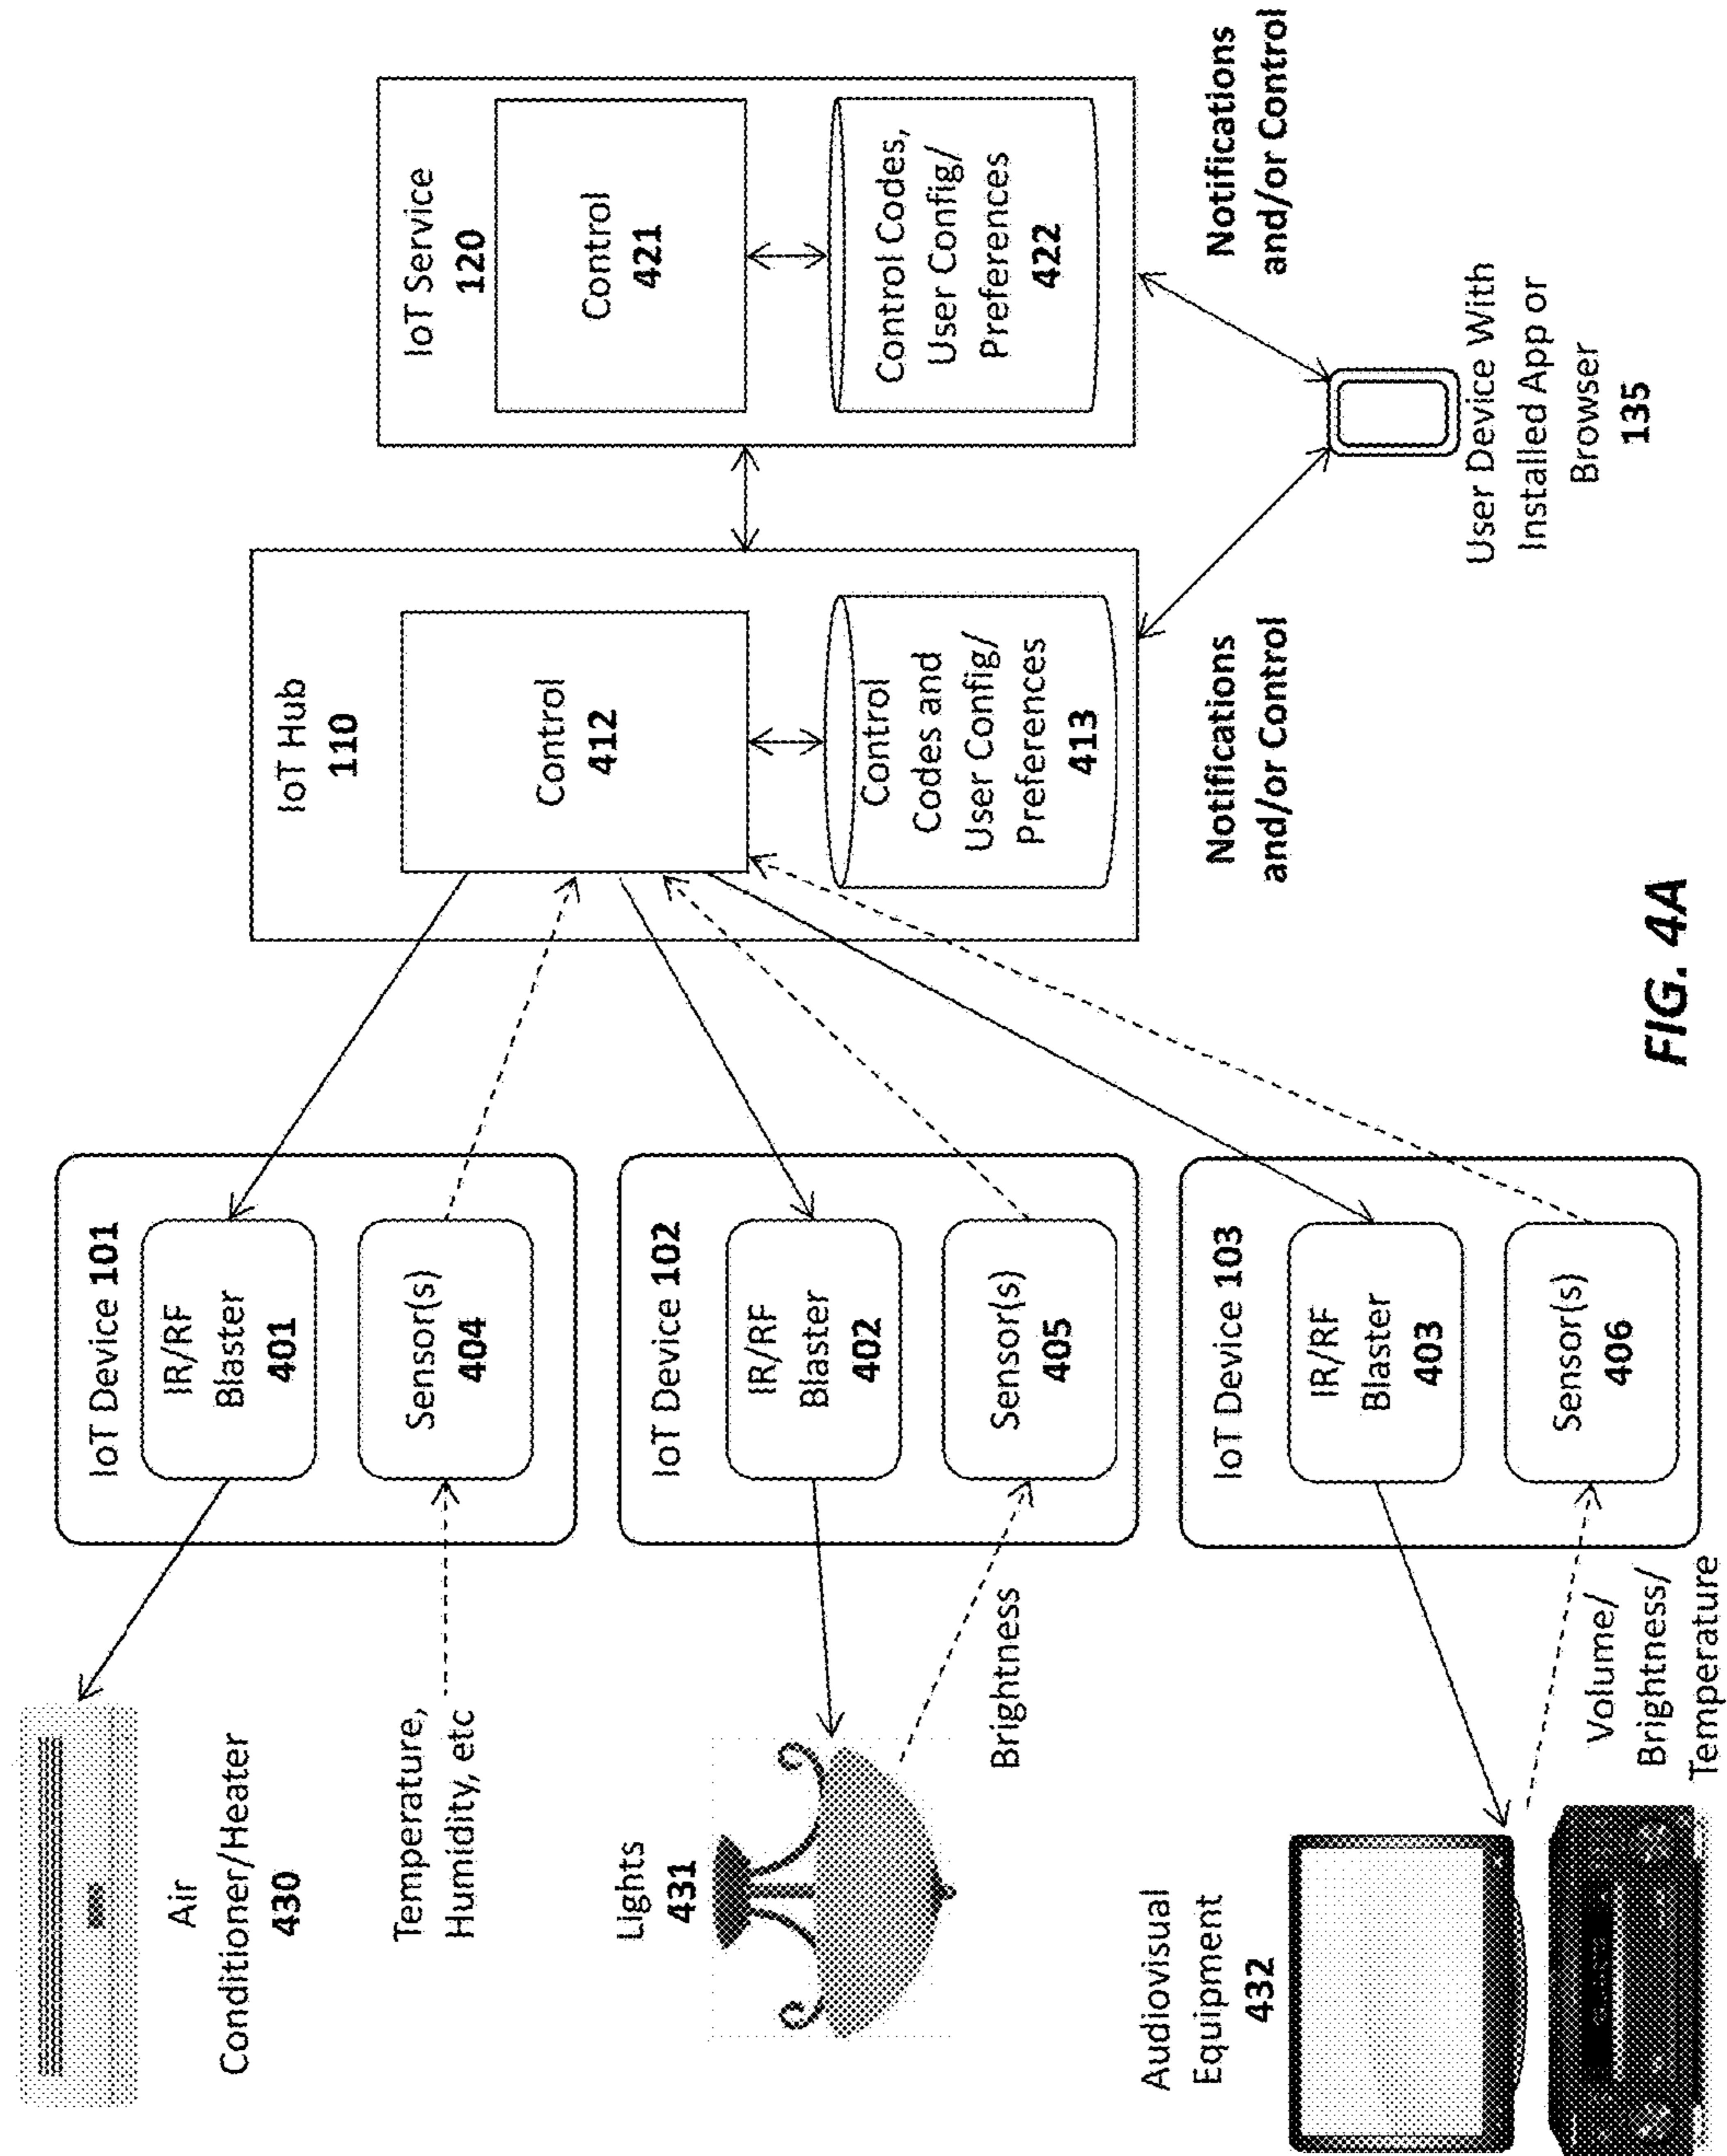 Air
Conditioner/Heater
430
Temperature,
Humidity, etc
Lights
431
Brightness
Audiovisual
Equipment
432
Volume/
Brightness/
Temperature
IoT Device 101
IR/RF
Blaster
401
Sensor(s)
404
IoT Device 102
IR/RF
Blaster
402
Sensor(s)
405
IoT Device 103
IR/RF
Blaster
403
Sensor(s)
406
IoT Hub
110
Control
412
Control
Codes and
User Config/
Preferences
413
Notifications
and/or Control
IoT Service
120
Control
421
Control Codes,
User Config/
Preferences
422
Notifications
and/or Control
User Device With
Installed App or
Browser
135
FIG. 4A